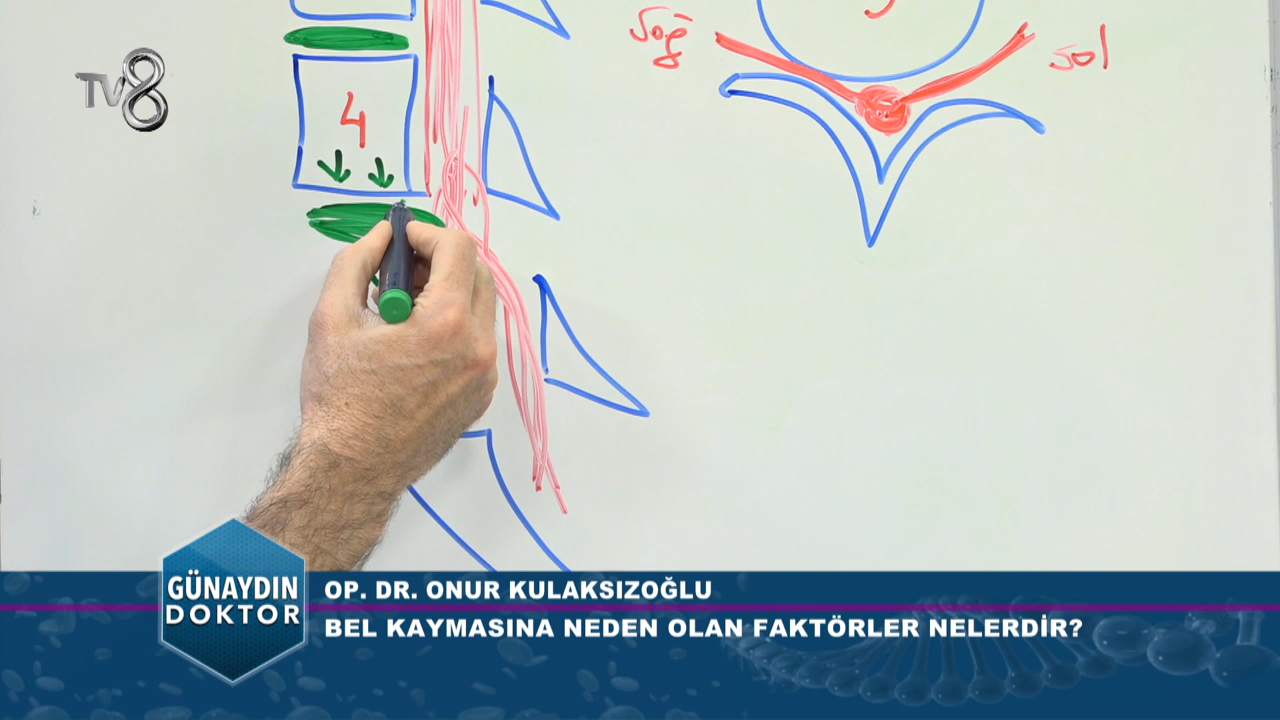 TV8
4
sağ
sol
GÜNAYDIN
DOKTOR
OP. DR. ONUR KULAKSIZOĞLU
BEL KAYMASINA NEDEN OLAN FAKTÖRLER NELERDİR?